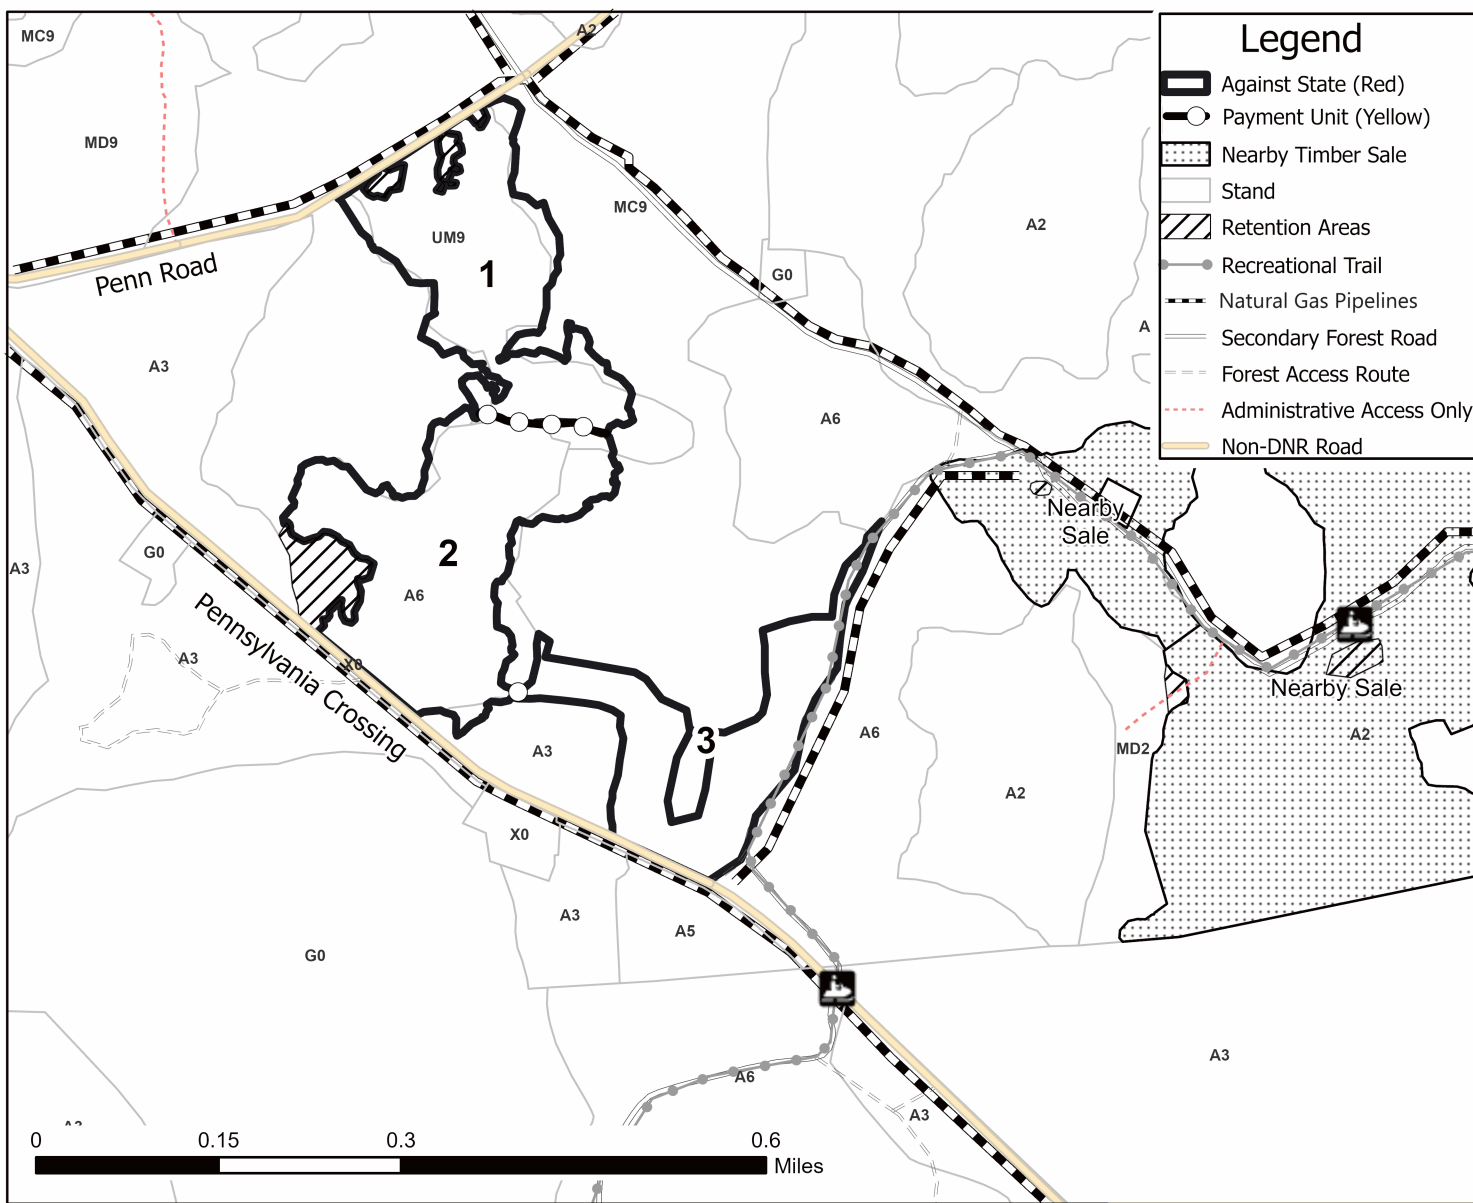 Legend
Against State (Red)
Payment Unit (Yellow)
Nearby Timber Sale
Stand
Retention Areas
Recreational Trail
Natural Gas Pipelines
Secondary Forest Road
Forest Access Route
Administrative Access Only
Non-DNR Road
MC9
A2
MD9
MC9
A2
UM9
1
G0
Penn Road
A
A3
A6
Nearby
Sale
G0
2
A3
A6
Pennsylvania Crossing
A3
X0
Nearby Sale
A6
3
A3
MD2
A2
A2
X0
A3
A5
G0
A3
A6
A3
0
0.15
0.3
0.6
Miles